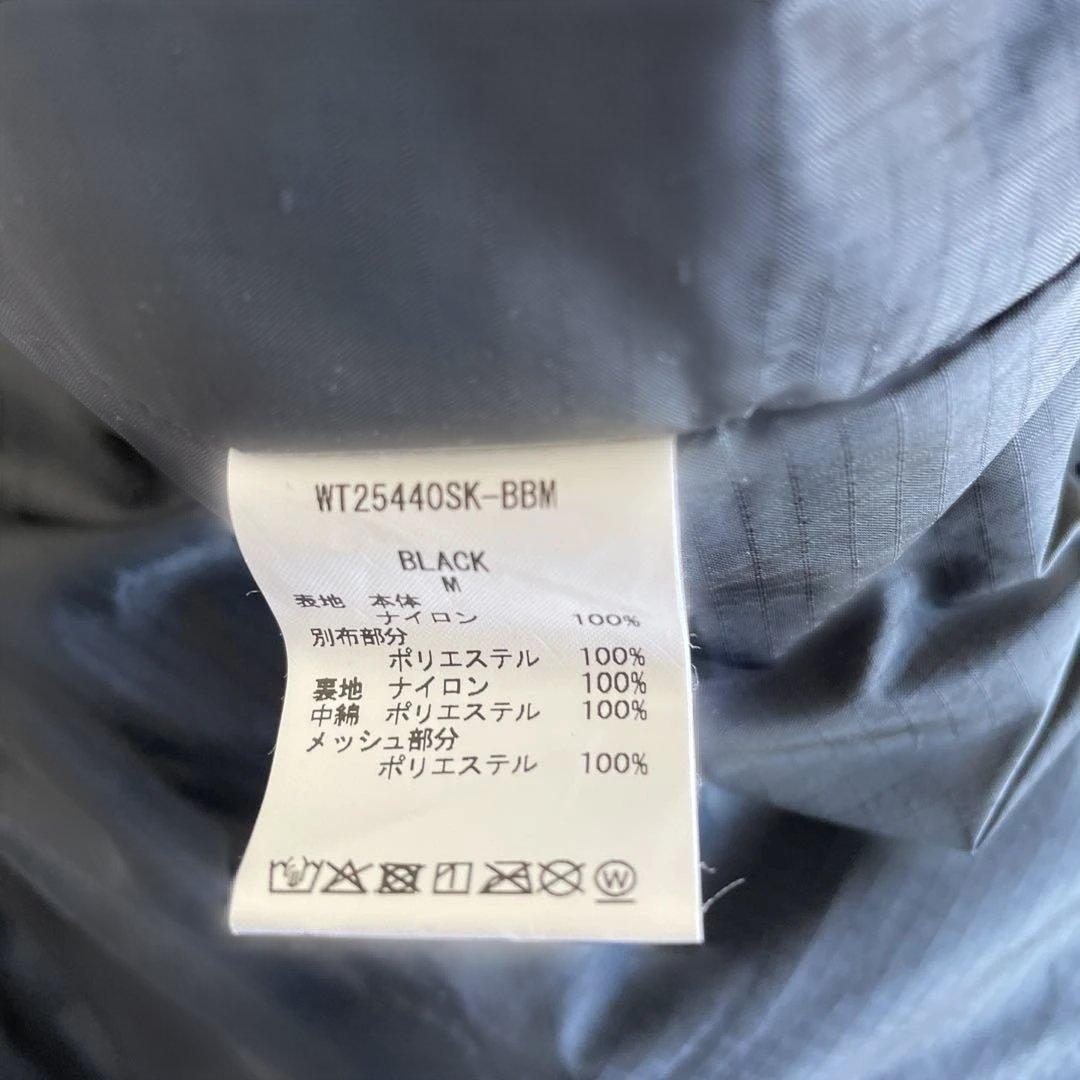 WT25440SK-BBM
BLACK
M
表地 本体
ナイロン 100%
別布部分
ポリエステル 100%
裏地 ナイロン 100%
中綿 ポリエステル 100%
メッシュ部分
ポリエステル 100%
W